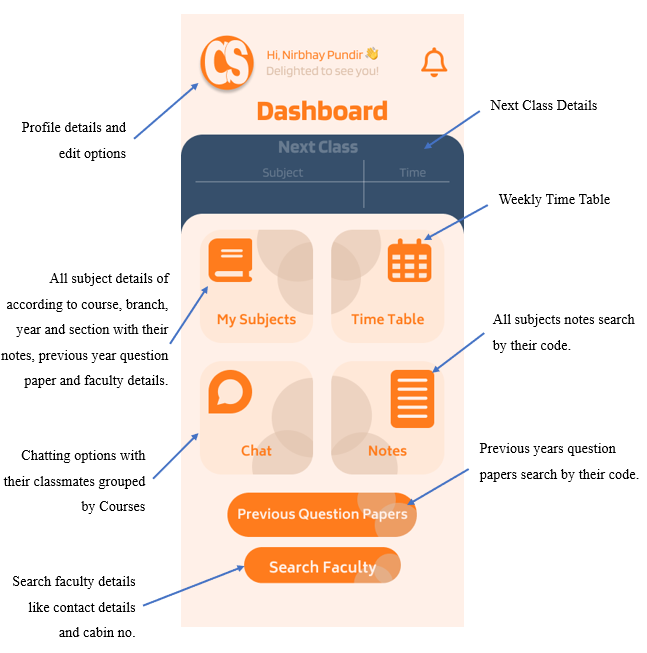 CS
Hi, Nirbhay Pundir 👋
Delighted to see you!
Dashboard
Next Class
Subject
Time
My Subjects
Time Table
Chat
Notes
Previous Question Papers
Search Faculty
Profile details and
edit options
All subject details of
according to course, branch,
year and section with their
notes, previous year question
paper and faculty details.
Chatting options with
their classmates grouped
by Courses
Search faculty details
like contact details
and cabin no.
Next Class Details
Weekly Time Table
All subjects notes search
by their code.
Previous years question
papers search by their code.